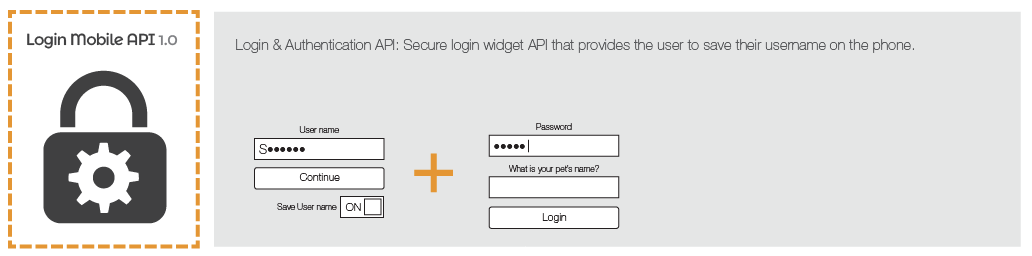 Login Mobile API 1.0
Login & Authentication API: Secure login widget API that provides the user to save their username on the phone.
User name
S••••••
Continue
Save User name ON
Password
•••••|
What is your pet's name?
Login